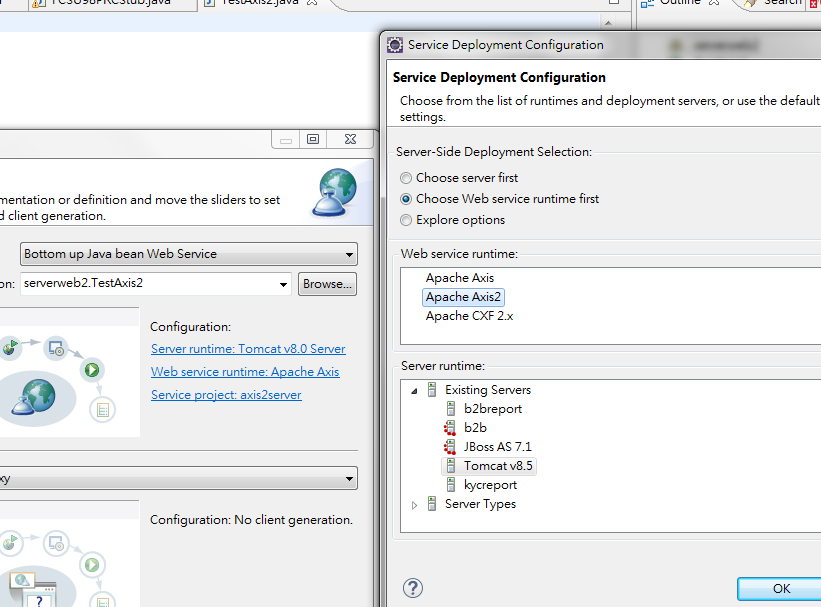 TestAxis2.java
Outline
Search
Service Deployment Configuration
Service Deployment Configuration
Choose from the list of runtimes and deployment servers, or use the default
settings.
Server-Side Deployment Selection:
Choose server first
Choose Web service runtime first
Explore options
Web service runtime:
Apache Axis
Apache Axis2
Apache CXF 2.x
Server runtime:
Existing Servers
b2breport
b2b
JBoss AS 7.1
Tomcat v8.5
kycreport
Server Types
OK
mentation or definition and move the sliders to set
d client generation.
Bottom up Java bean Web Service
on: serverweb2.TestAxis2 Browse...
Configuration:
Server runtime: Tomcat v8.0 Server
Web service runtime: Apache Axis
Service project: axis2server
xy
Configuration: No client generation.